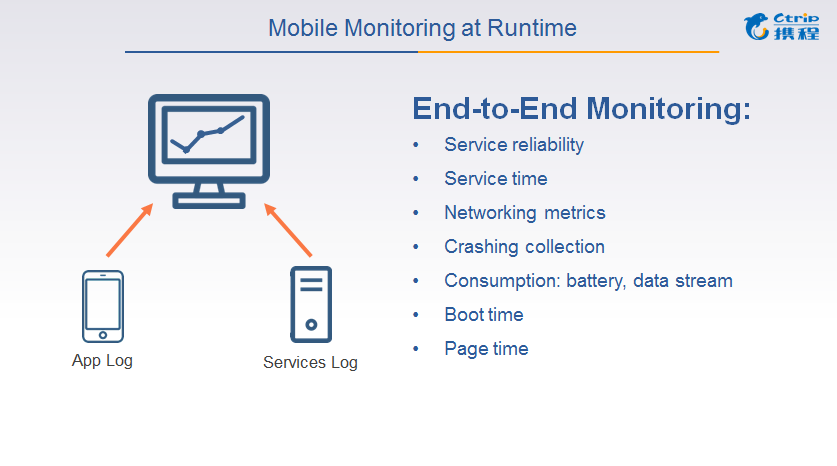 Mobile Monitoring at Runtime
Ctrip
携程
End-to-End Monitoring:
• Service reliability
• Service time
• Networking metrics
• Crashing collection
• Consumption: battery, data stream
• Boot time
• Page time
App Log
Services Log